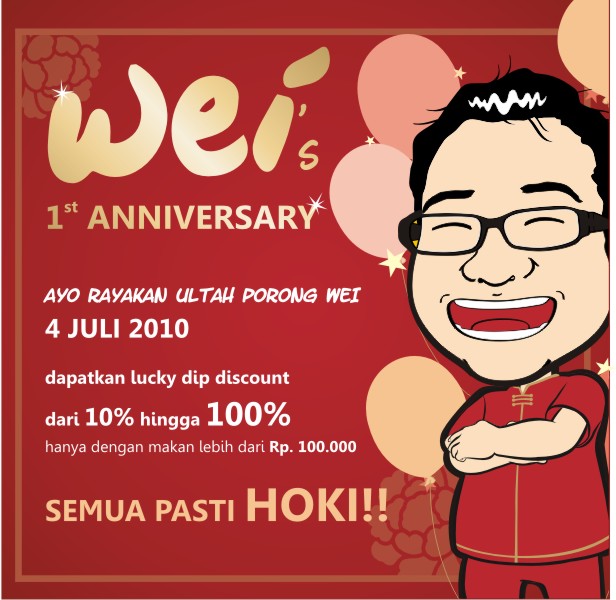 wei's
1st ANNIVERSARY
AYO RAYAKAN ULTAH PORONG WEI
4 JULI 2010
dapatkan lucky dip discount
dari 10% hingga 100%
hanya dengan makan lebih dari Rp. 100.000
SEMUA PASTI HOKI!!